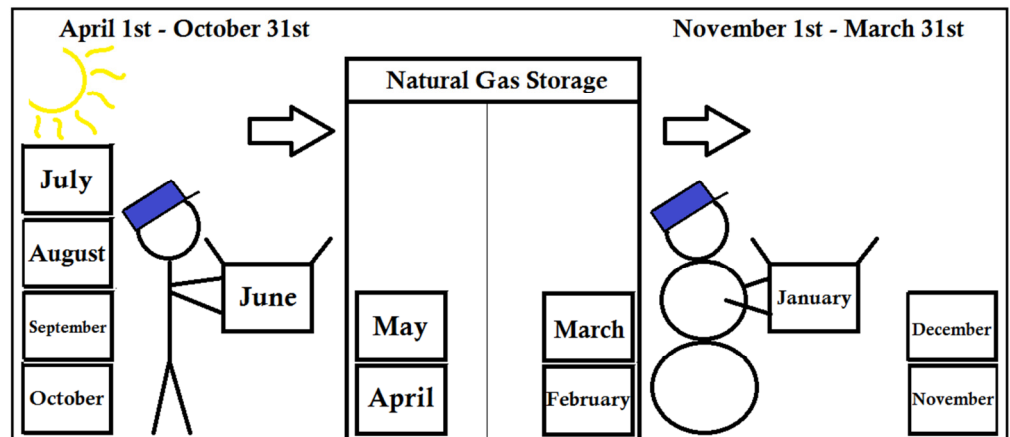 April 1st - October 31st
November 1st - March 31st
Natural Gas Storage
July
August
September
October
June
May
April
March
February
January
December
November